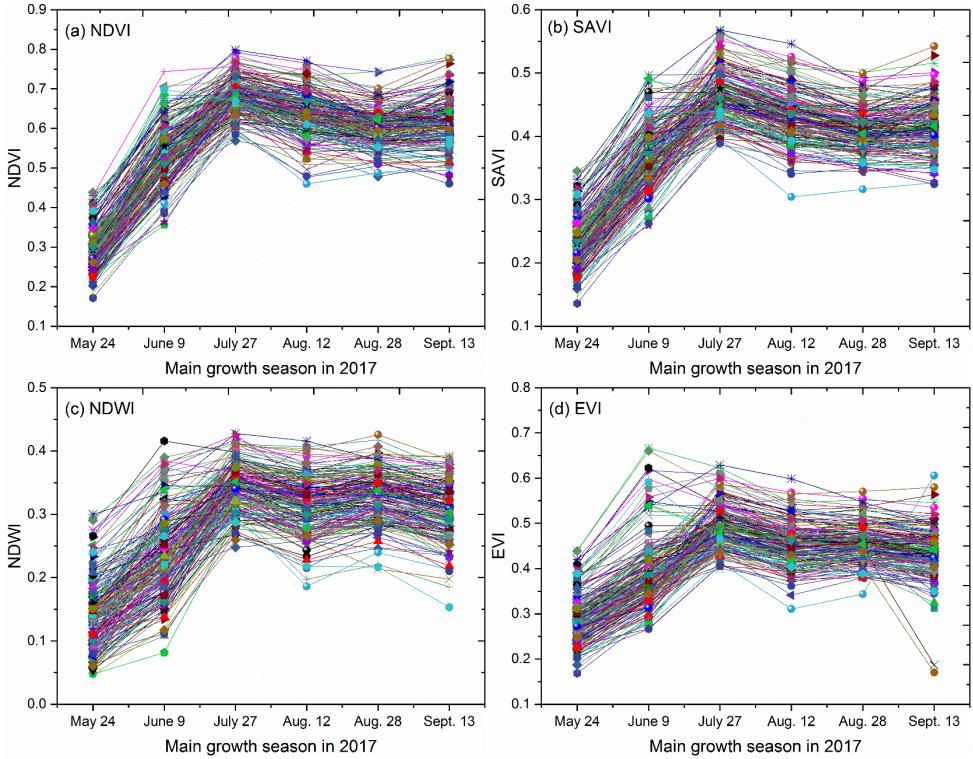 (a) NDVI
NDVI
0.9
0.8
0.7
0.6
0.5
0.4
0.3
0.2
0.1
May 24 June 9 July 27 Aug. 12 Aug. 28 Sept. 13
Main growth season in 2017
(b) SAVI
SAVI
0.6
0.5
0.4
0.3
0.2
0.1
May 24 June 9 July 27 Aug. 12 Aug. 28 Sept. 13
Main growth season in 2017
(c) NDWI
NDWI
0.5
0.4
0.3
0.2
0.1
0.0
May 24 June 9 July 27 Aug. 12 Aug. 28 Sept. 13
Main growth season in 2017
(d) EVI
EVI
0.8
0.7
0.6
0.5
0.4
0.3
0.2
0.1
May 24 June 9 July 27 Aug. 12 Aug. 28 Sept. 13
Main growth season in 2017